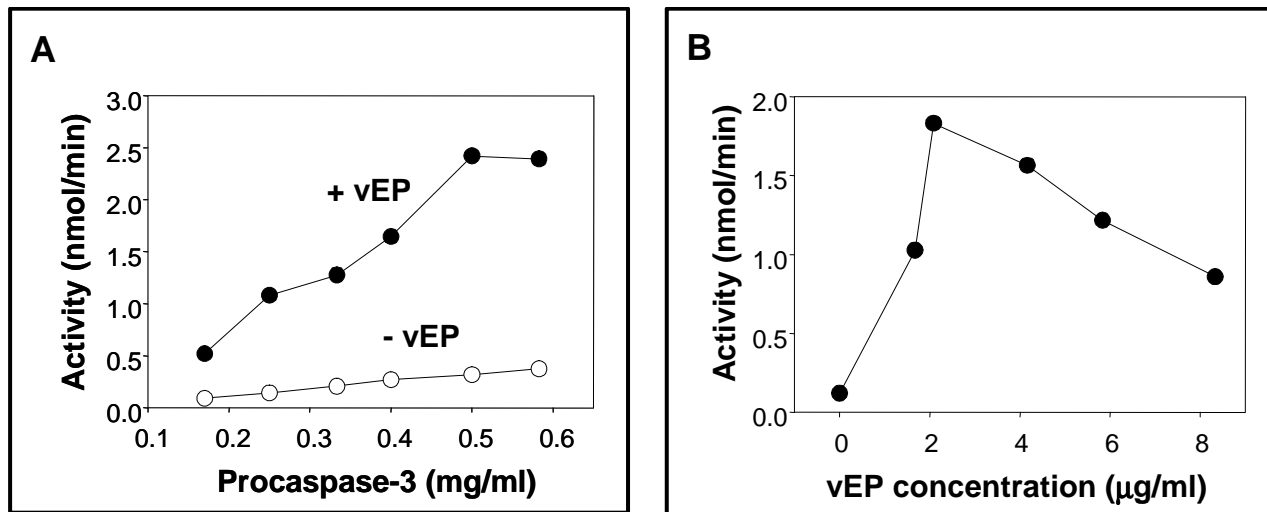 A
3.0
2.5
2.0
1.5
1.0
0.5
0.0
Activity (nmol/min)
+ vEP
- vEP
0.1 0.2 0.3 0.4 0.5 0.6
Procaspase-3 (mg/ml)
B
2.0
1.5
1.0
0.5
0.0
Activity (nmol/min)
0 2 4 6 8
vEP concentration (μg/ml)